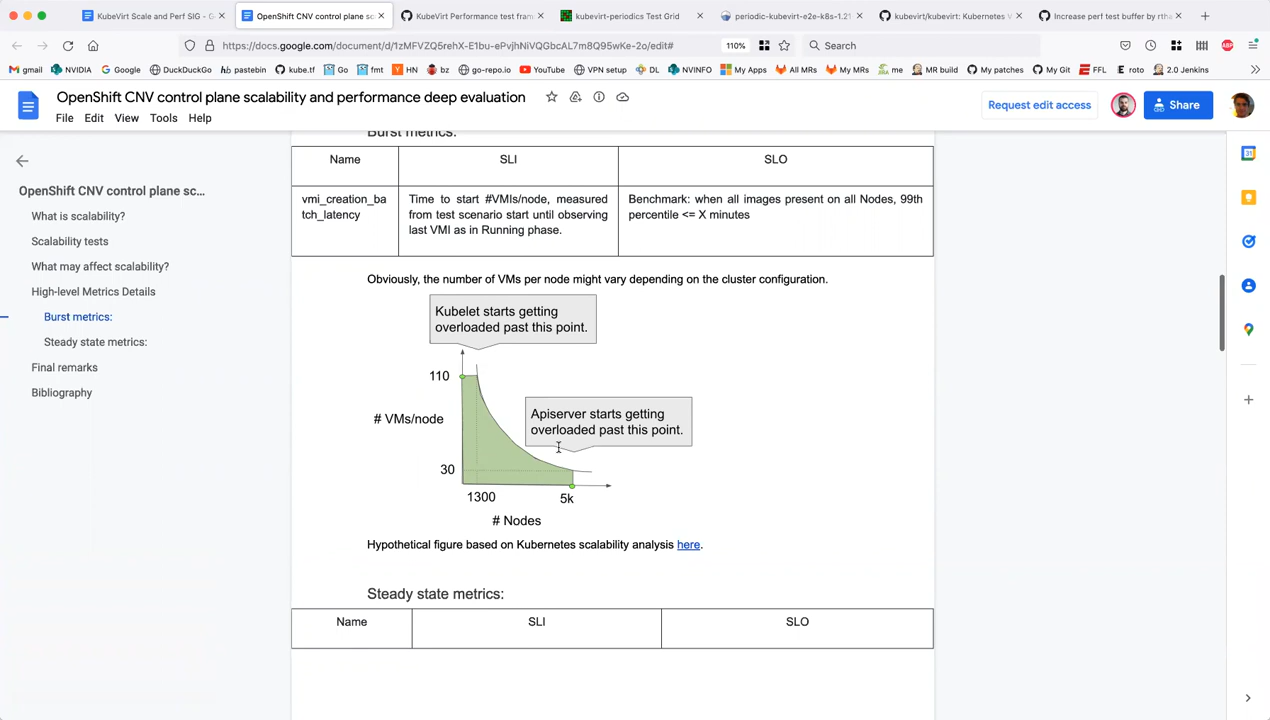 KubeVirt Scale and Perf SIG - G
OpenShift CNV control plane sc
KubeVirt Performance test fram
kubevirt-periodics Test Grid
periodic-kubevirt-e2e-k8s-1.21
kubevirt/kubevirt: Kubernetes V
Increase perf test buffer by rtha
https://docs.google.com/document/d/1zMFVZQ5rehX-E1bu-ePvjhNiVQGtcAL7m8Q95wKe-2o/edit#
110%
Search
gmail
NVIDIA
Google
DuckDuckGo
pastebin
kube.tf
Go
fmt
HN
bz
go-repo.io
YouTube
VPN setup
DL
NVINFO
My Apps
All MRs
My MRs
me
MR build
My patches
My Git
FFL
roto
2.0 Jenkins
OpenShift CNV control plane scalability and performance deep evaluation
Request edit access
Share
File Edit View Tools Help
OpenShift CNV control plane sc...
What is scalability?
Scalability tests
What may affect scalability?
High-level Metrics Details
Burst metrics:
Steady state metrics:
Final remarks
Bibliography
Burst metrics:
Name
SLI
SLO
vmi_creation_ba
tch_latency
Time to start #VMIs/node, measured
from test scenario start until observing
last VMI as in Running phase.
Benchmark: when all images present on all Nodes, 99th
percentile <= X minutes
Obviously, the number of VMs per node might vary depending on the cluster configuration.
Kubelet starts getting
overloaded past this point.
110
Apiserver starts getting
overloaded past this point.
# VMs/node
30
1300
5k
# Nodes
Hypothetical figure based on Kubernetes scalability analysis here.
Steady state metrics:
Name
SLI
SLO